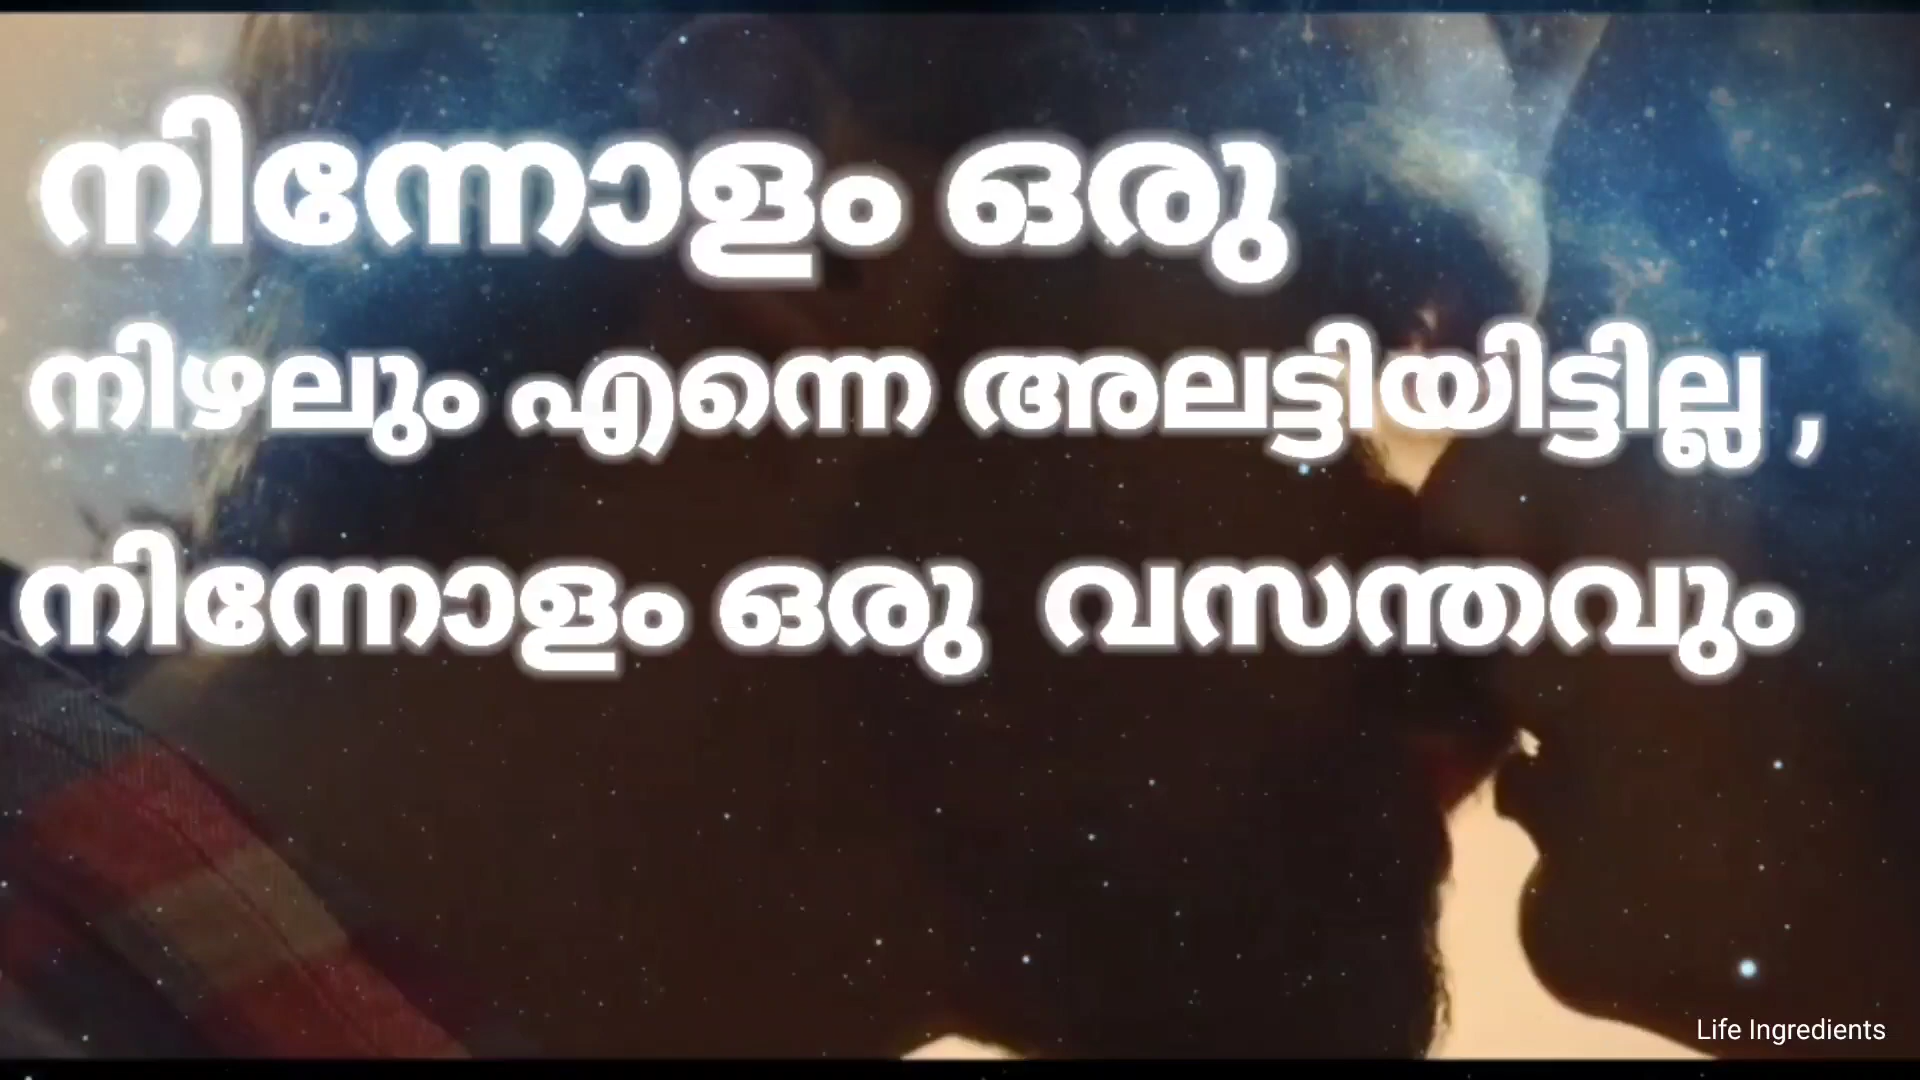 നിന്നോളം ഒരു
നിഴലും എന്നെ അലട്ടിയിട്ടില്ല ,
നിന്നോളം ഒരു വസന്തവും
Life Ingredients